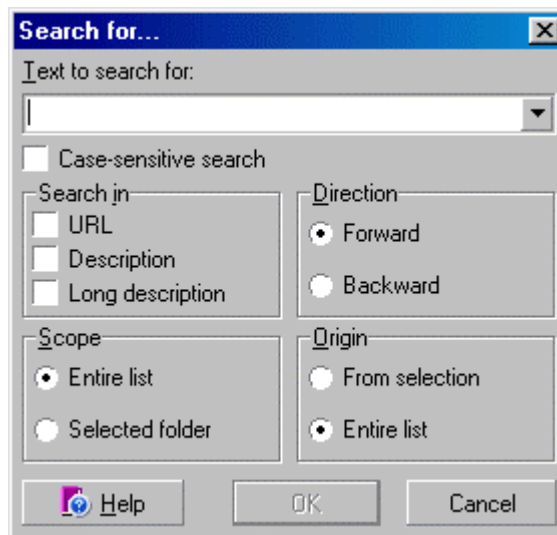 Search for...
Text to search for:
Case-sensitive search
Search in
URL
Description
Long description
Direction
Forward
Backward
Scope
Entire list
Selected folder
Origin
From selection
Entire list
Help
OK
Cancel